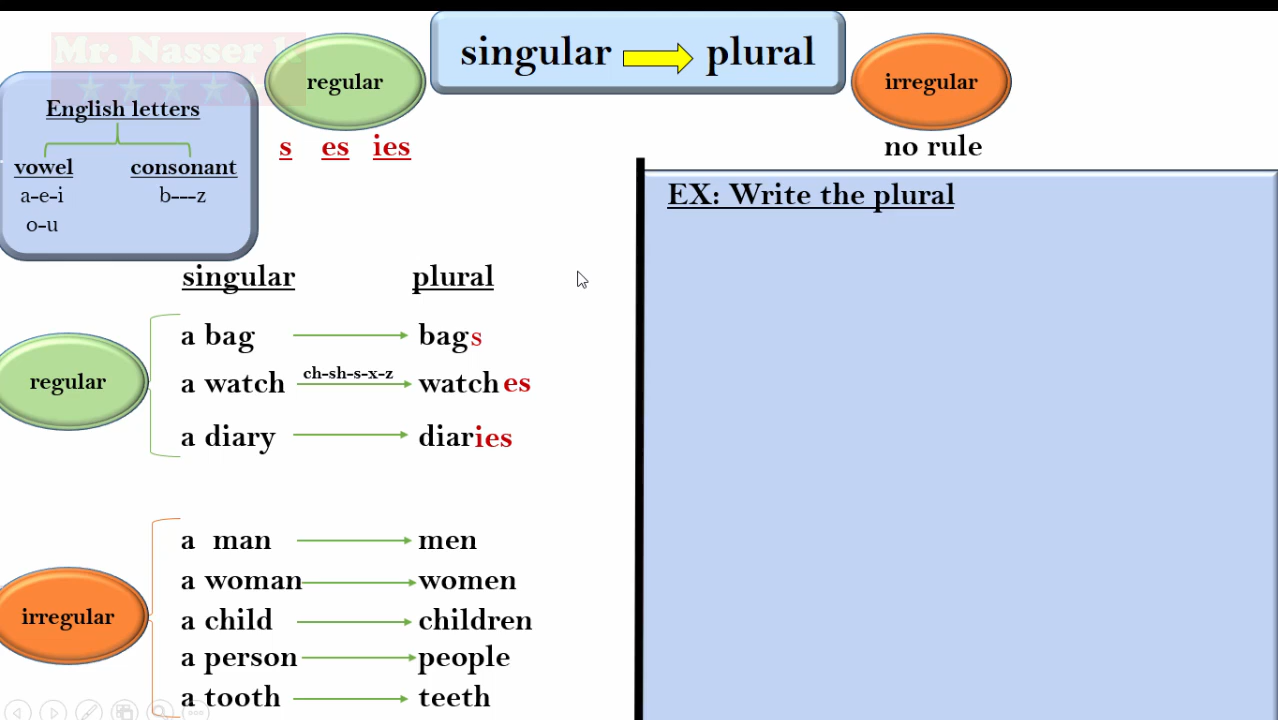 Mr. Nasser
singular plural
regular
irregular
s es ies
no rule
English letters
vowel consonant
a-e-i b---z
o-u
EX: Write the plural
singular plural
regular
a bag bags
a watch ch-sh-s-x-z watches
a diary diaries
irregular
a man men
a woman women
a child children
a person people
a tooth teeth